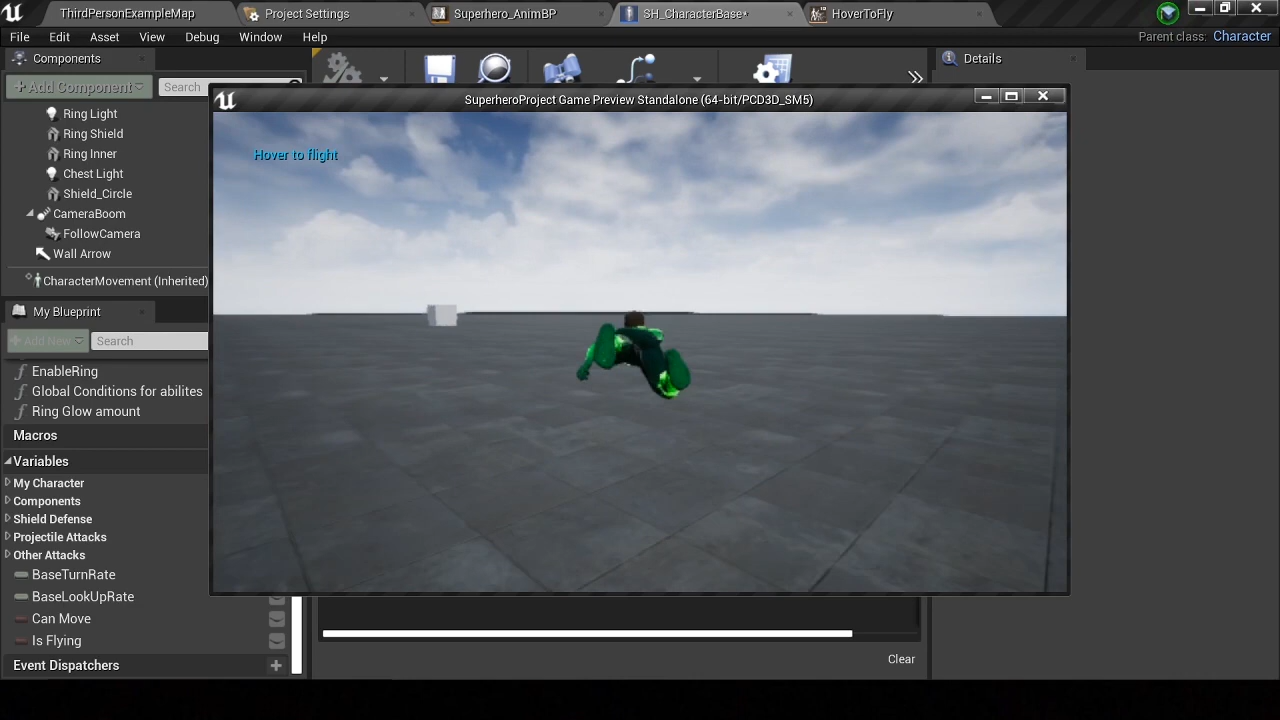 ThirdPersonExampleMap
Project Settings
Superhero_AnimBP
SH_CharacterBase*
HoverToFly
File Edit Asset View Debug Window Help
Parent class: Character
Components
Details
+Add Component
Search
SuperheroProject Game Preview Standalone (64-bit/PCD3D_SM5)
Ring Light
Ring Shield
Ring Inner
Chest Light
Shield_Circle
CameraBoom
FollowCamera
Wall Arrow
CharacterMovement (Inherited)
Hover to flight
My Blueprint
+ Add New
Search
EnableRing
Global Conditions for abilites
Ring Glow amount
Macros
Variables
My Character
Components
Shield Defense
Projectile Attacks
Other Attacks
BaseTurnRate
BaseLookUpRate
Can Move
Is Flying
Event Dispatchers
Clear